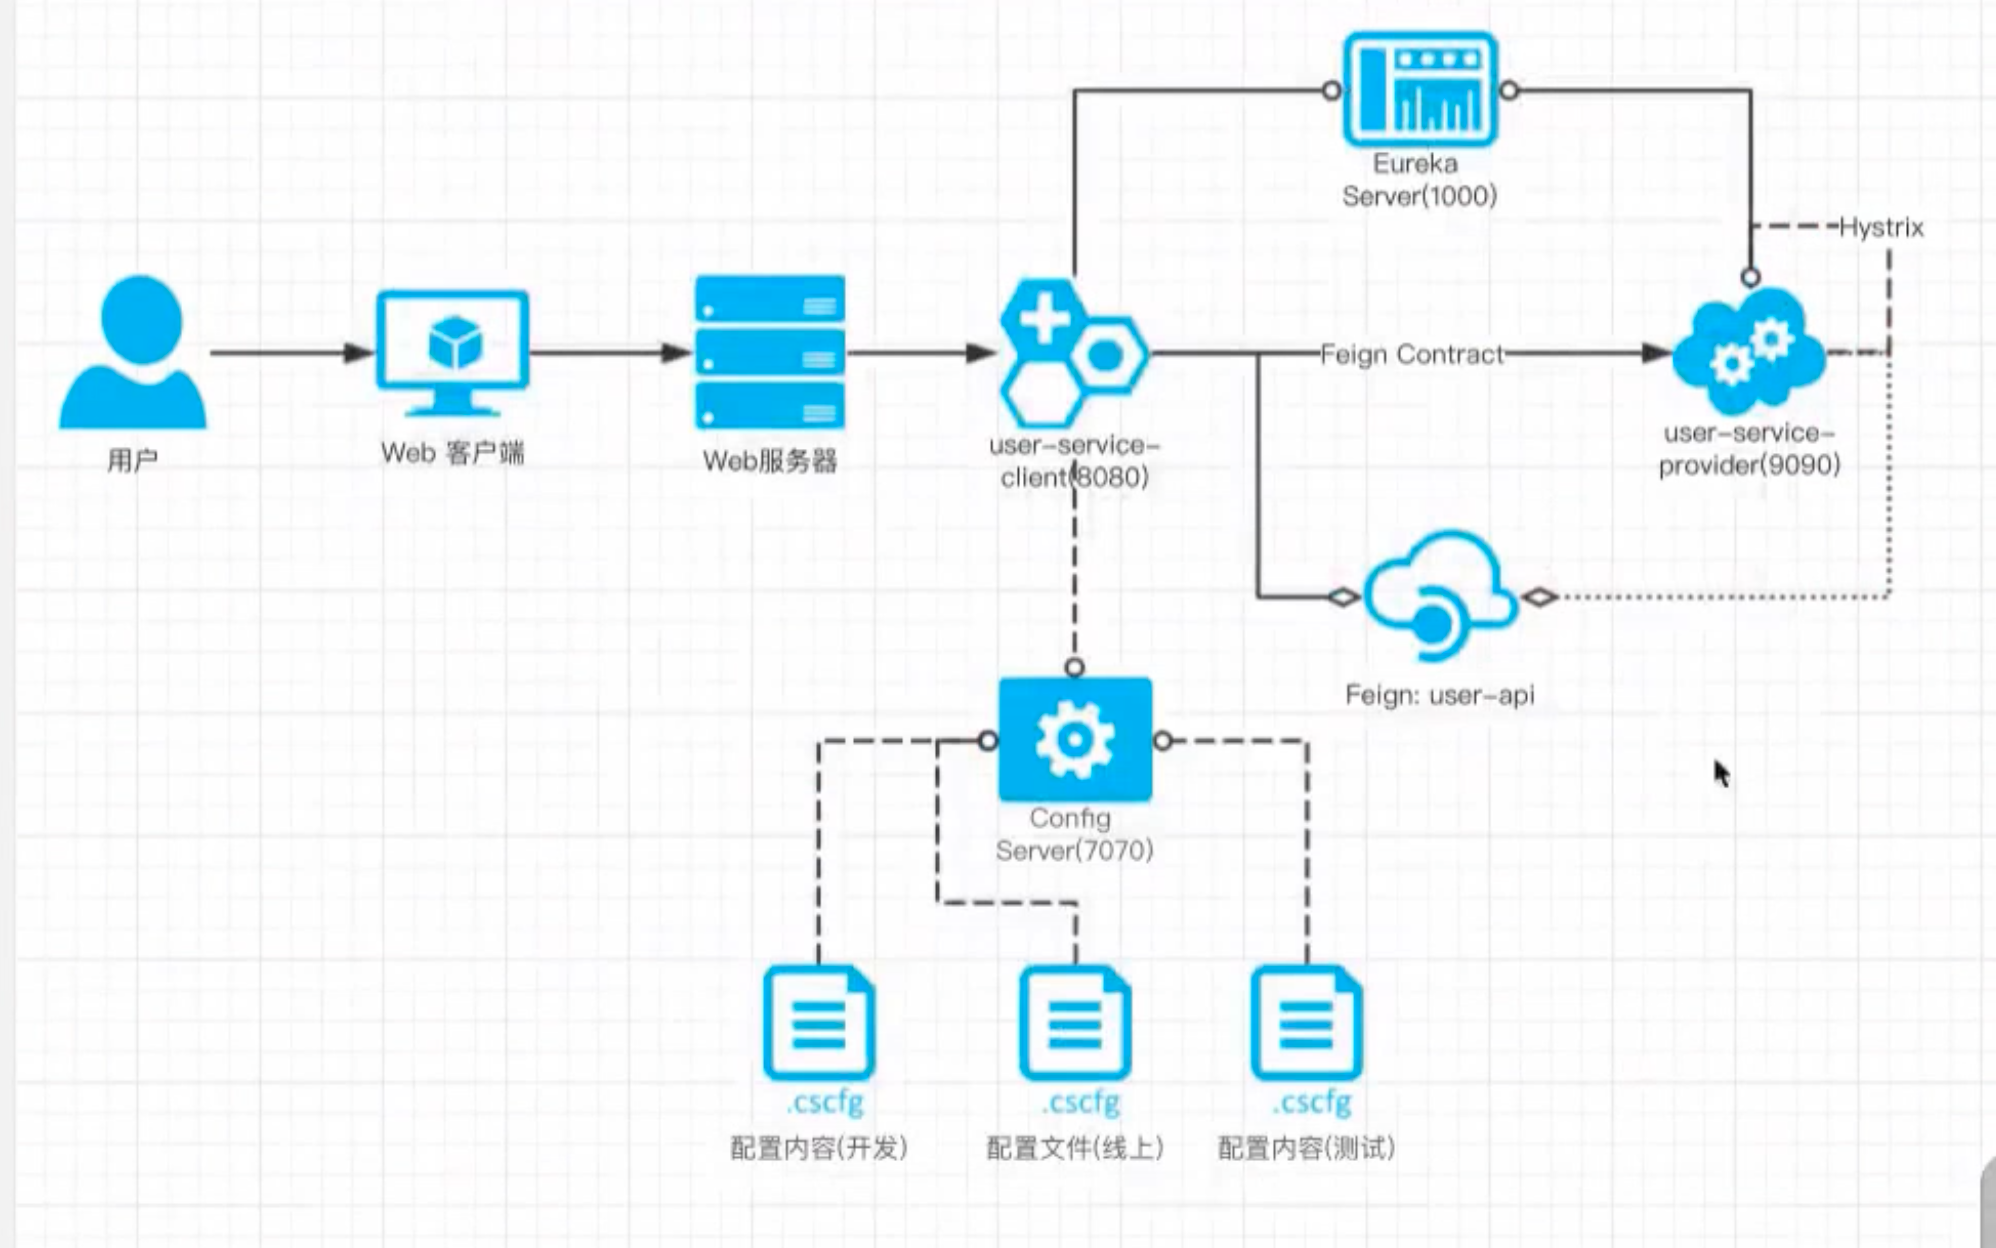 Eureka
Server(1000)
Hystrix
Feign Contract
用户
Web 客户端
Web服务器
user-service-
client(8080)
user-service-
provider(9090)
Feign: user-api
Config
Server(7070)
.cscfg
配置内容(开发)
.cscfg
配置文件(线上)
.cscfg
配置内容(测试)